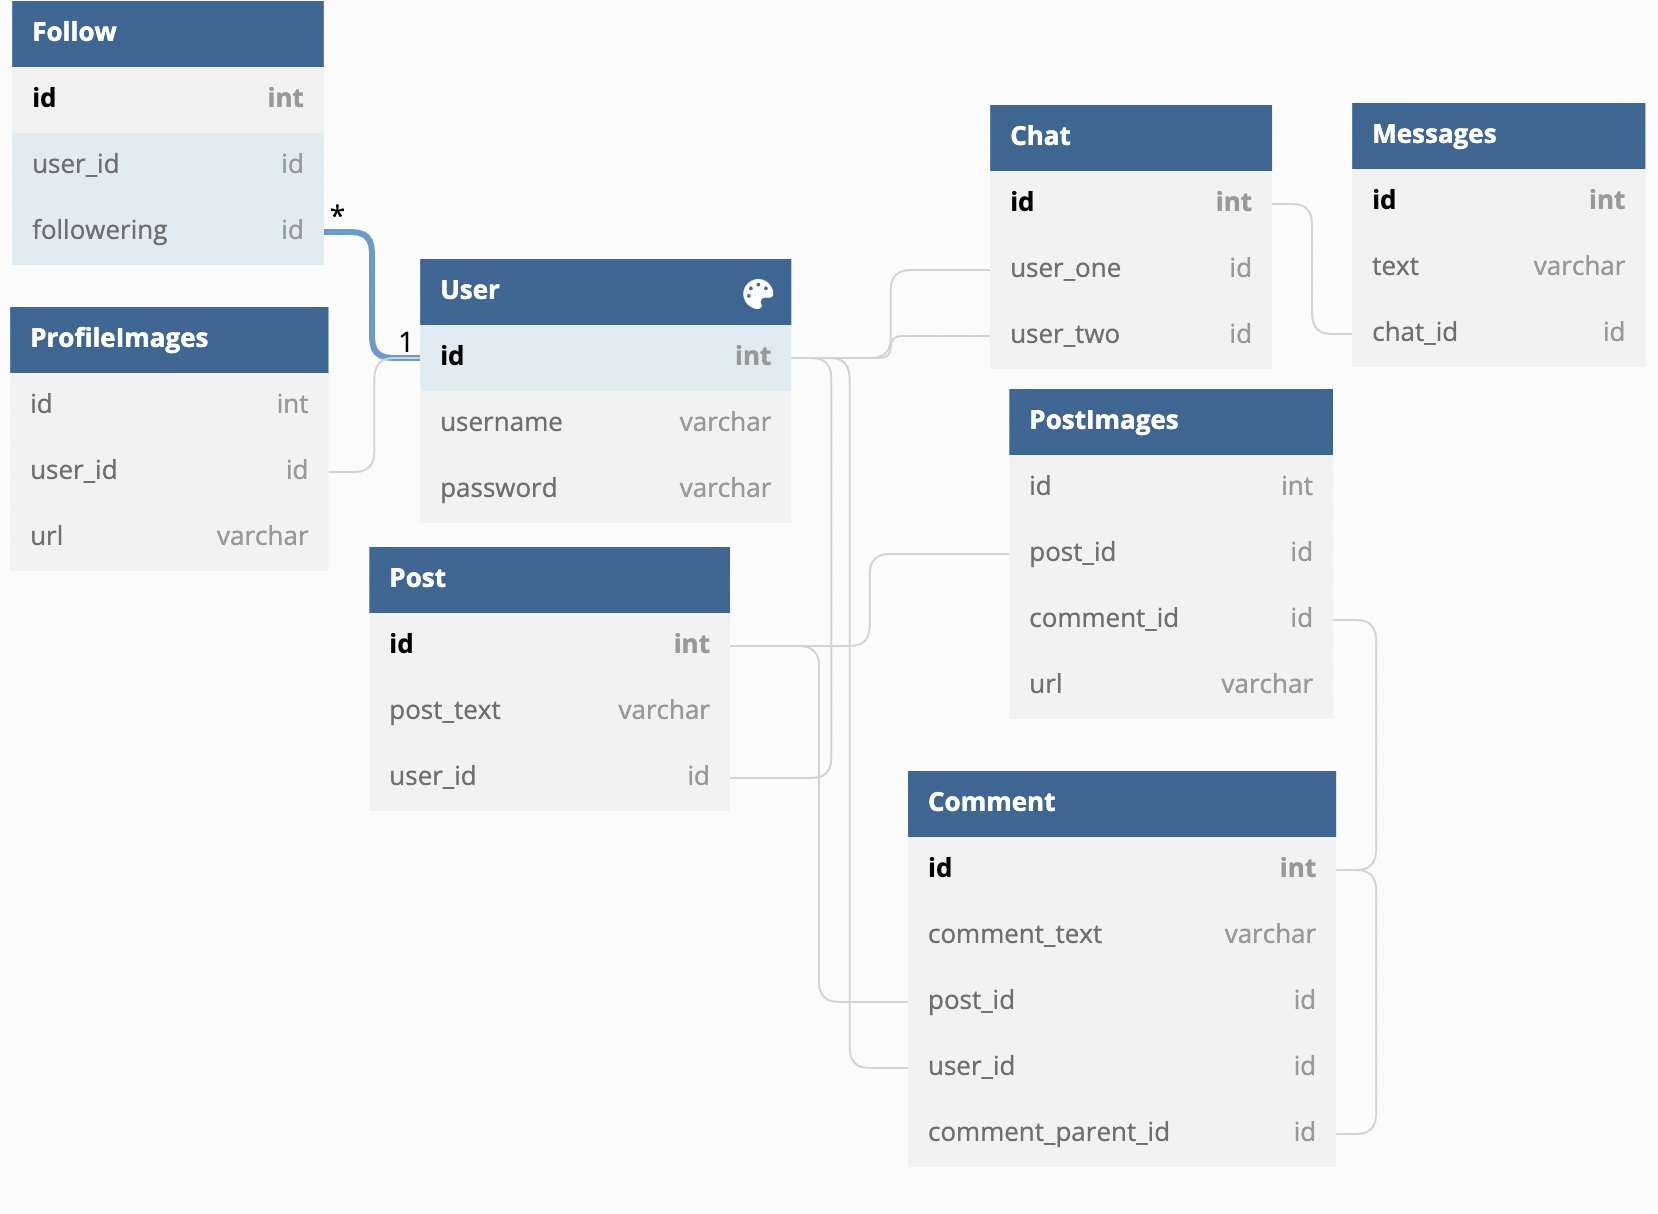 Follow
id int
user_id id
followering id
*
1
ProfileImages
id int
user_id id
url varchar
User
id int
username varchar
password varchar
Post
id int
post_text varchar
user_id id
Chat
id int
user_one id
user_two id
Messages
id int
text varchar
chat_id id
PostImages
id int
post_id id
comment_id id
url varchar
Comment
id int
comment_text varchar
post_id id
user_id id
comment_parent_id id